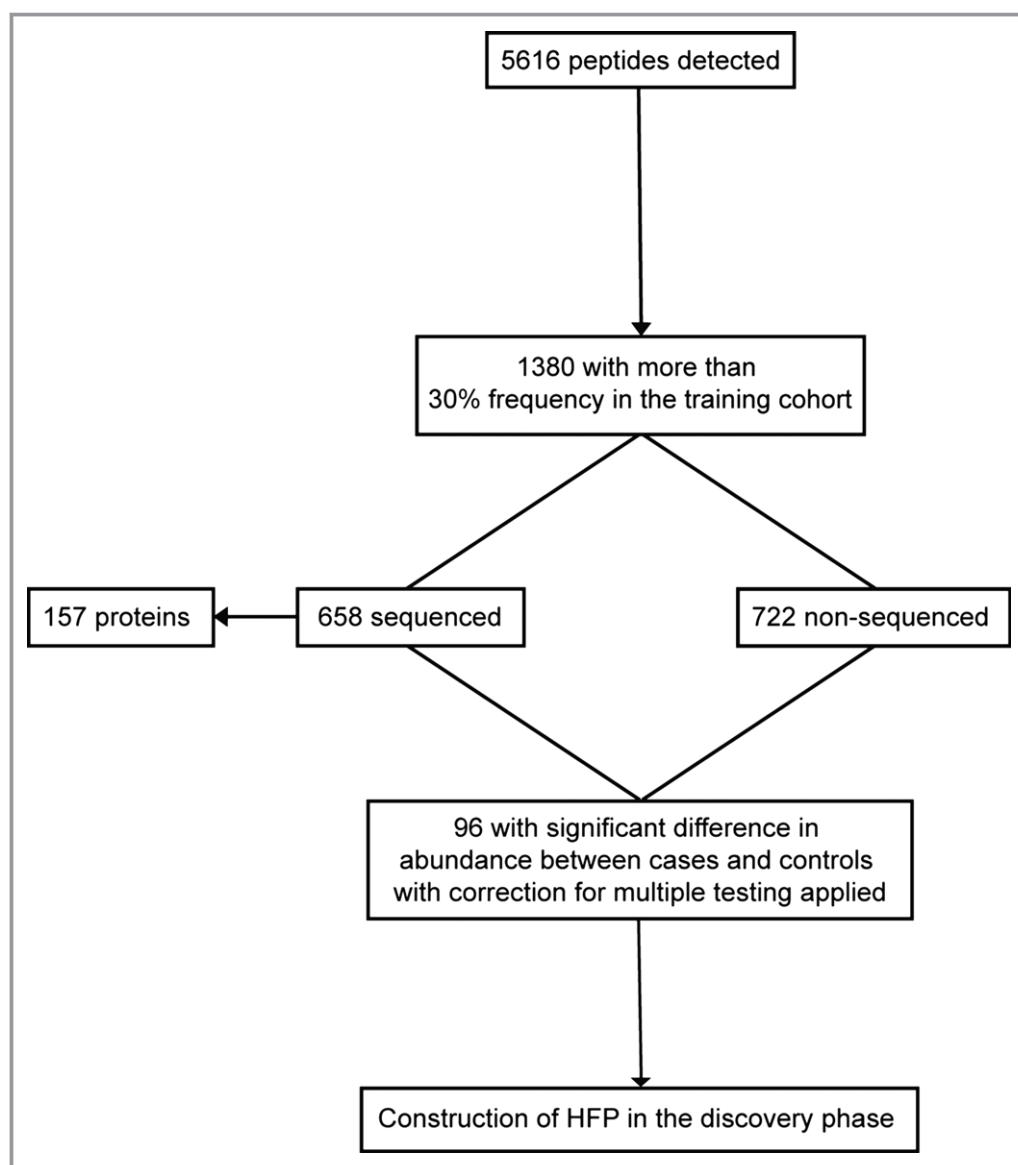 5616 peptides detected
1380 with more than
30% frequency in the training cohort
157 proteins
658 sequenced
722 non-sequenced
96 with significant difference in
abundance between cases and controls
with correction for multiple testing applied
Construction of HFP in the discovery phase